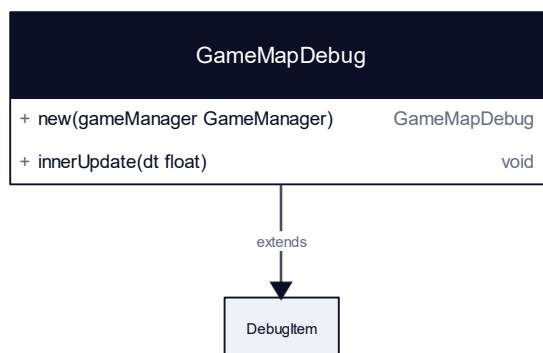 GameMapDebug
+ new(gameManager GameManager) GameMapDebug
+ innerUpdate(dt float) void
extends
DebugItem